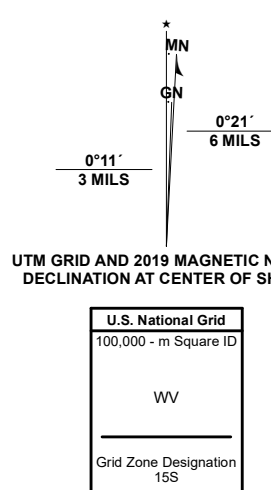 ★
MN
GN
0°21´
6 MILS
0°11´
3 MILS
UTM GRID AND 2019 MAGNETIC N
DECLINATION AT CENTER OF SH
U.S. National Grid
100,000 - m Square ID
WV
Grid Zone Designation
15S